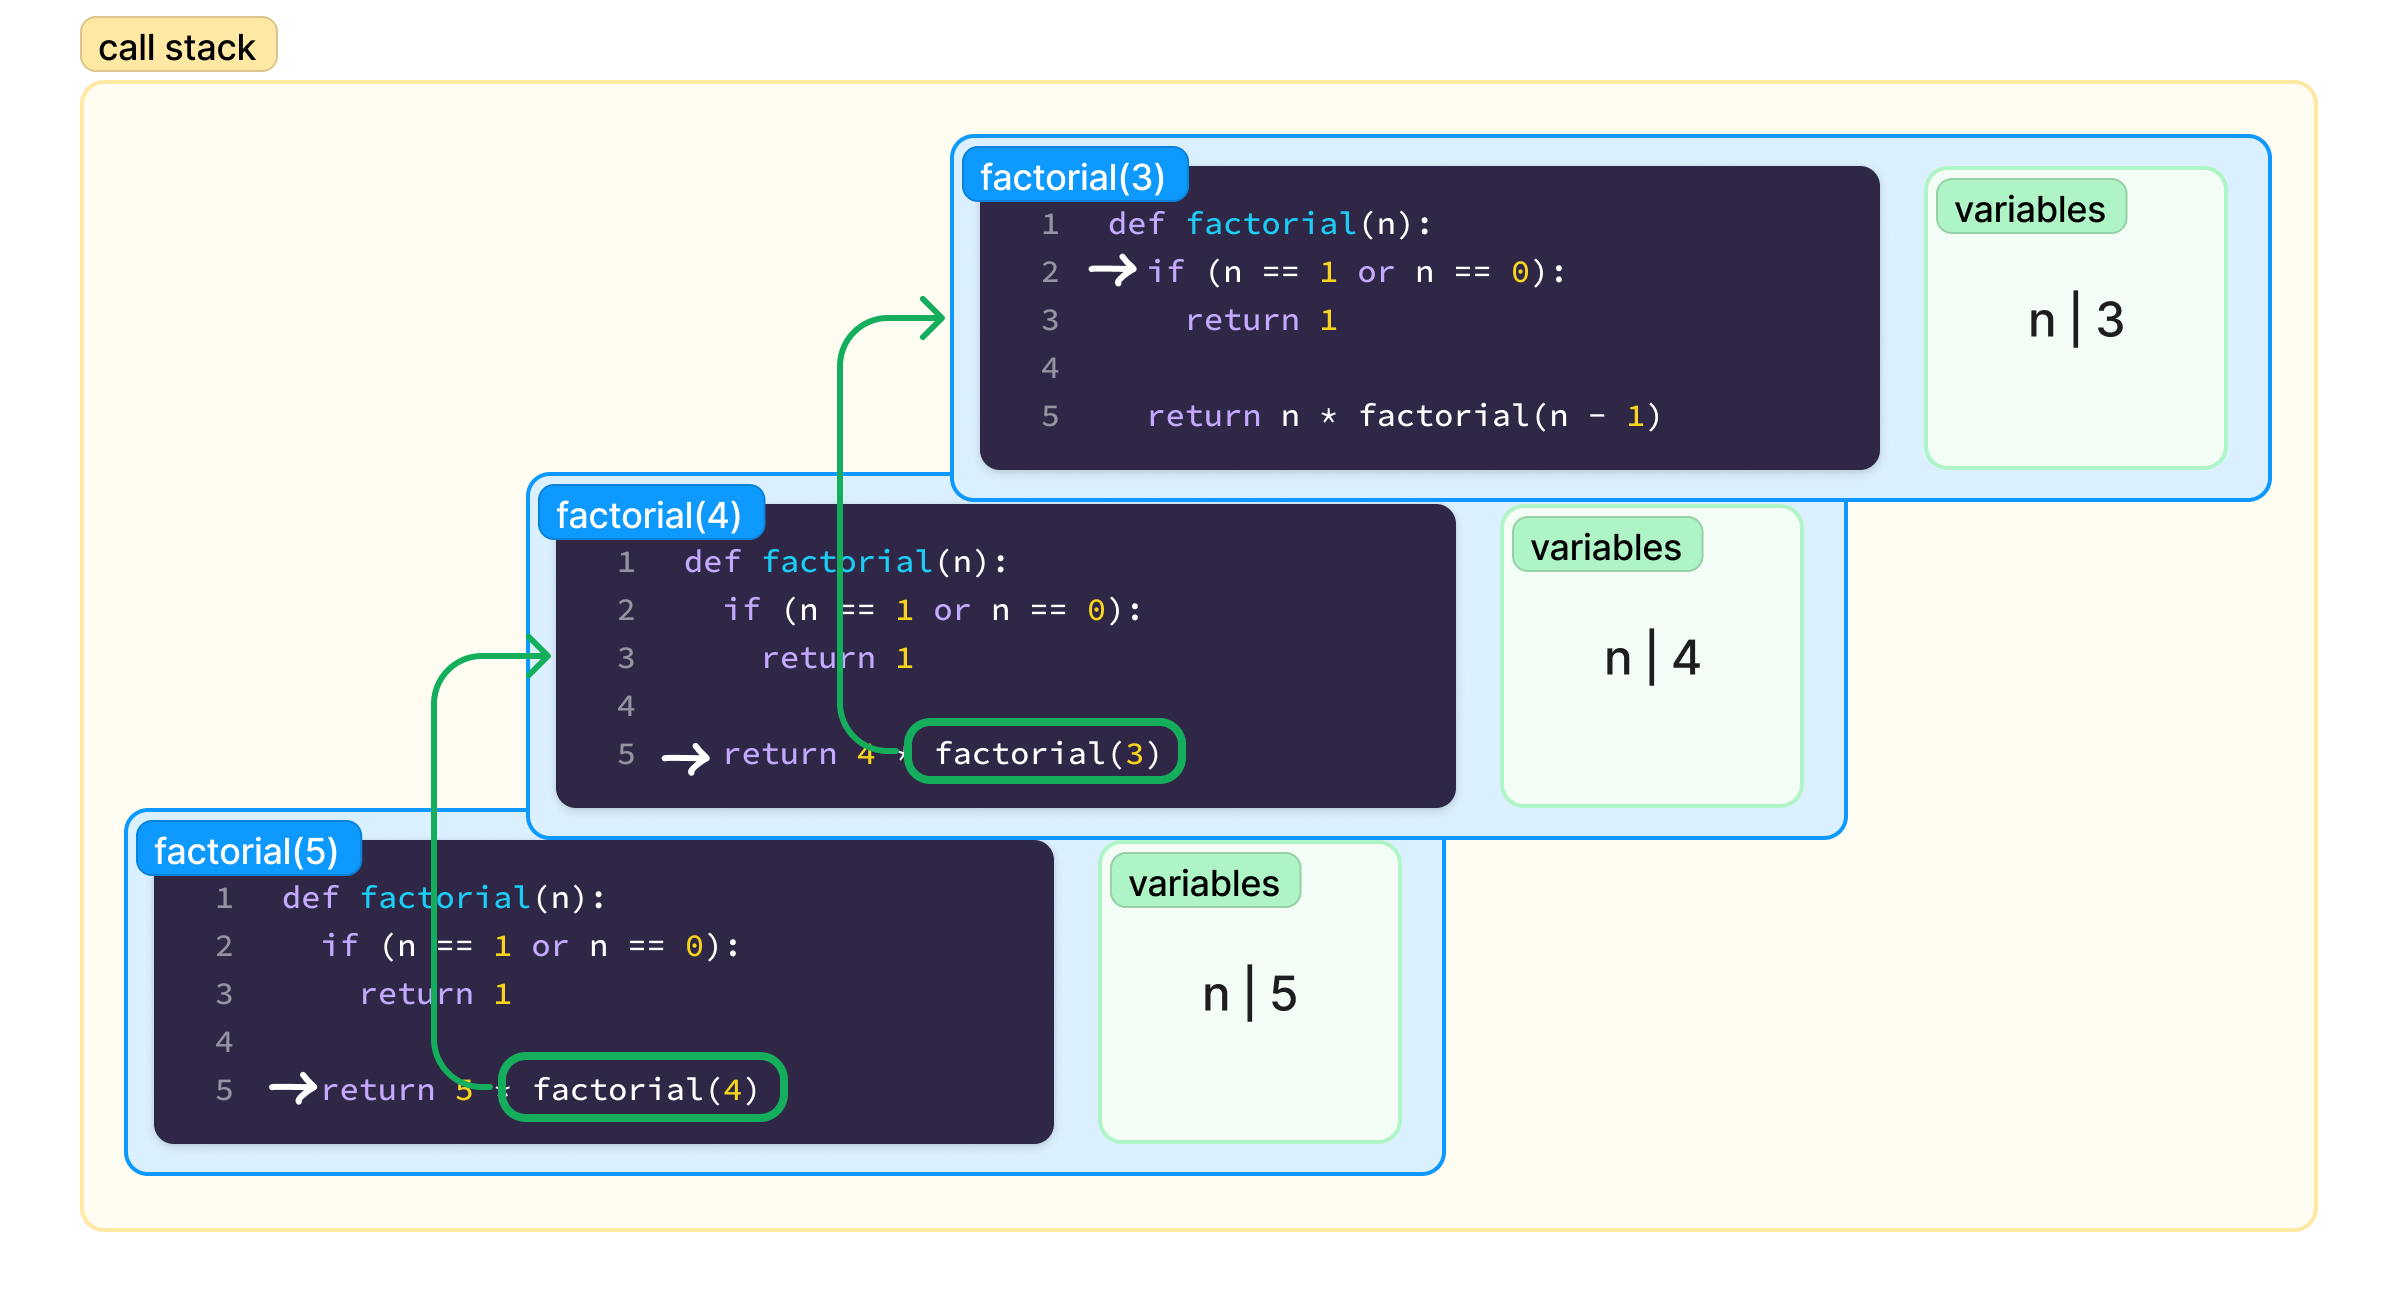 call stack
factorial(3)
1 def factorial(n):
2 if (n == 1 or n == 0):
3 return 1
4
5 return n * factorial(n - 1)
variables
n | 3
factorial(4)
1 def factorial(n):
2 if (n == 1 or n == 0):
3 return 1
4
5 return 4 * factorial(3)
variables
n | 4
factorial(5)
1 def factorial(n):
2 if (n == 1 or n == 0):
3 return 1
4
5 return 5 * factorial(4)
variables
n | 5